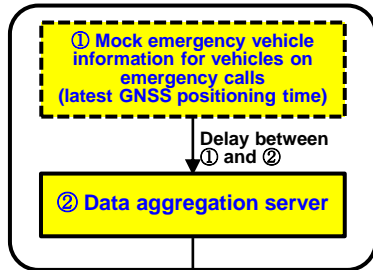 ① Mock emergency vehicle
information for vehicles on
emergency calls
(latest GNSS positioning time)
Delay between
① and ②
② Data aggregation server